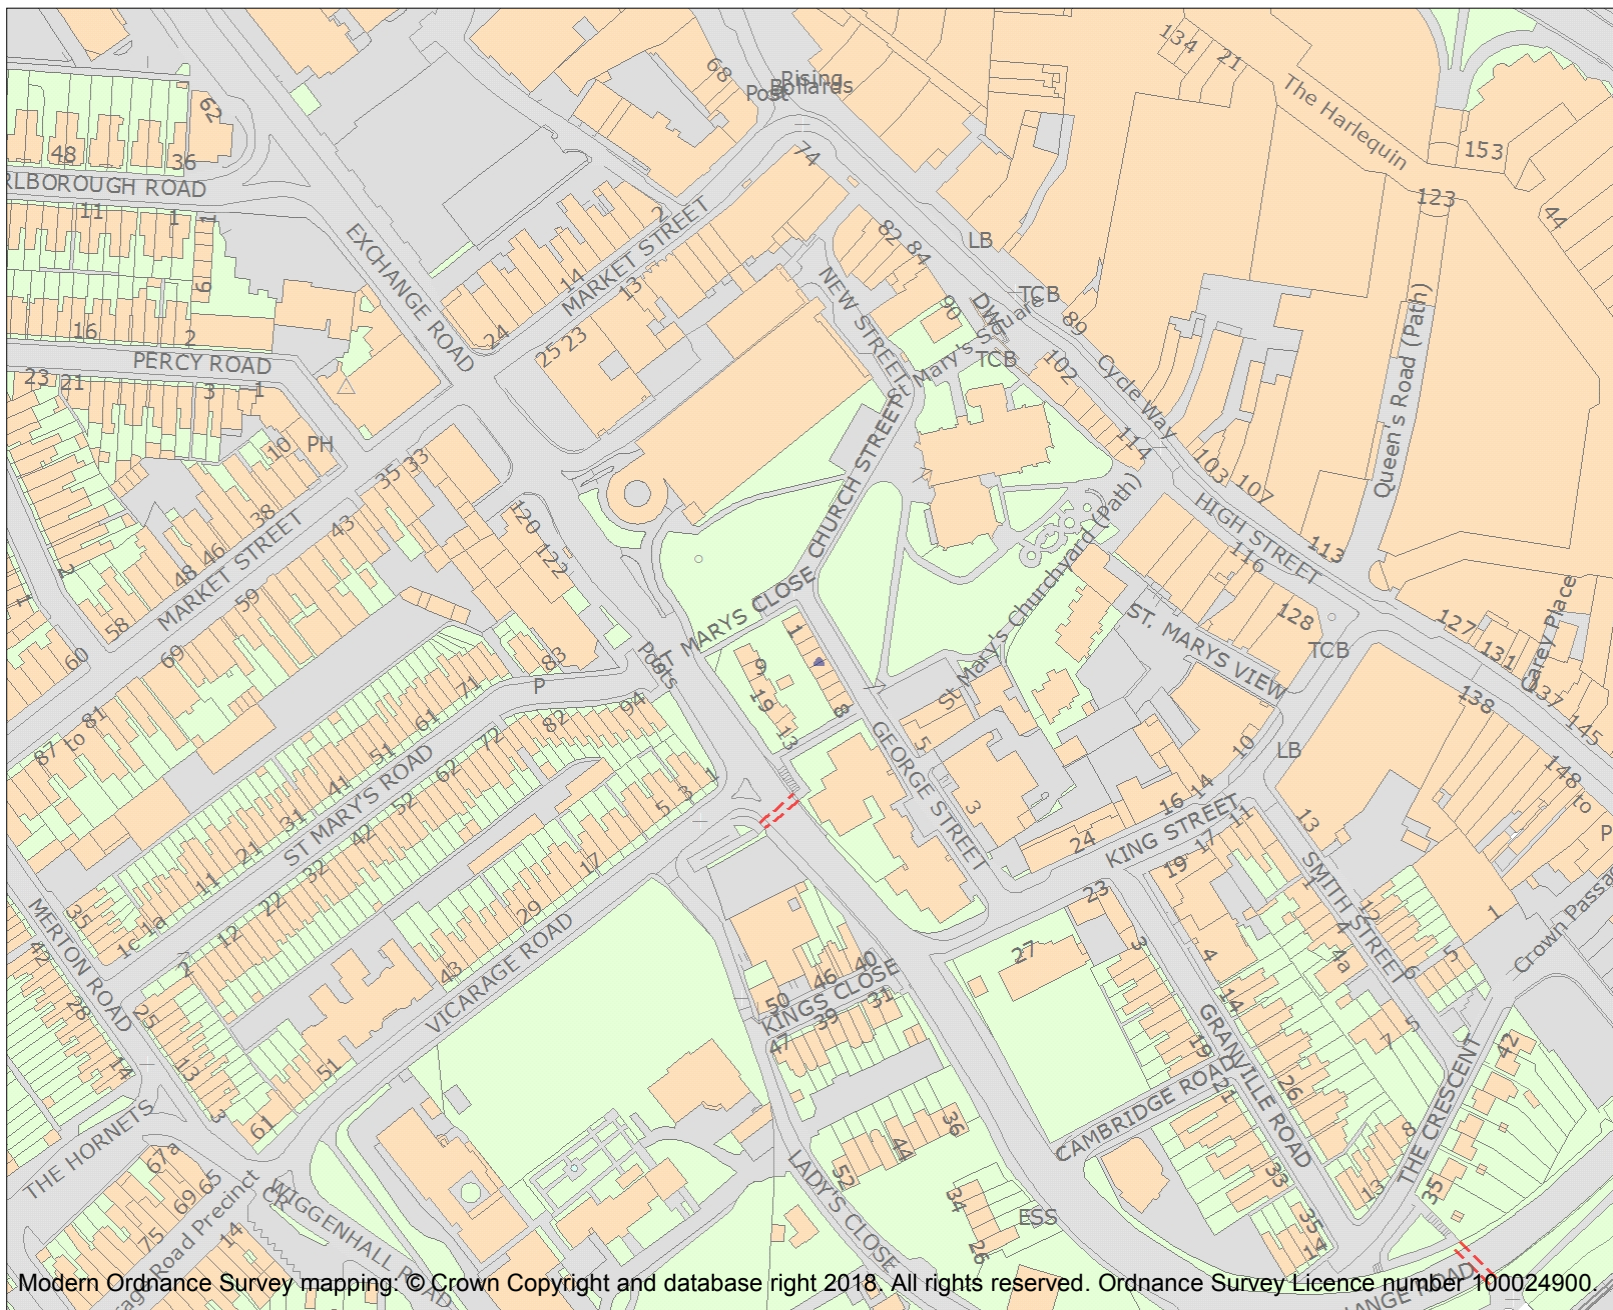 134
21
68
Rising
Bollards
Post
The Harlequin
62
48
36
153
RLBOROUGH ROAD
74
123
11
1
1
2
44
EXCHANGE ROAD
MARKET STREET
82
84
LB
9
14
13
NEW STREET
TCB
DW
Square
90
89
16
2
24
25
23
St Mary's
TCB
102
Cycle Way
PERCY ROAD
23
21
3
1
Queen's Road (Path)
10
PH
35
33
114
103
107
CHURCH STREET
38
43
120
122
HIGH STREET
113
116
46
48
MARKET STREET
St Mary's Churchyard (Path)
2
1
59
58
ST MARYS CLOSE
ST. MARYS VIEW
128
127
131
Carey Place
137
145
60
69
83
Posts
1
9
19
TCB
138
P
71
94
8
87 to 81
61
82
72
13
GEORGE STREET
5
10
LB
148 to
51
62
1
41
ST MARY'S ROAD
52
3
5
3
14
16
KING STREET
11
13
P
31
42
24
17
19
21
32
17
11
22
29
23
1
SMITH STREET
12
1
35
1c 1a
12
4
MERTON ROAD
42
2
43
VICARAGE ROAD
27
3
4
4a
6
5
Crown Passa
40
46
50
KINGS CLOSE
31
39
47
28
25
14
13
51
14
GRANVILLE ROAD
5
7
42
19
THE CRESCENT
3
61
CAMBRIDGE ROAD
21
26
THE HORNETS
67a
36
44
52
8
69
65
LADY'S CLOSE
33
13
35
CR
WIGGENHALL ROAD
34
ESS
26
75
14
rage Road Precinct
35
14
HANGE ROAD
Modern Ordnance Survey mapping: © Crown Copyright and database right 2018. All rights reserved. Ordnance Survey Licence number 100024900.